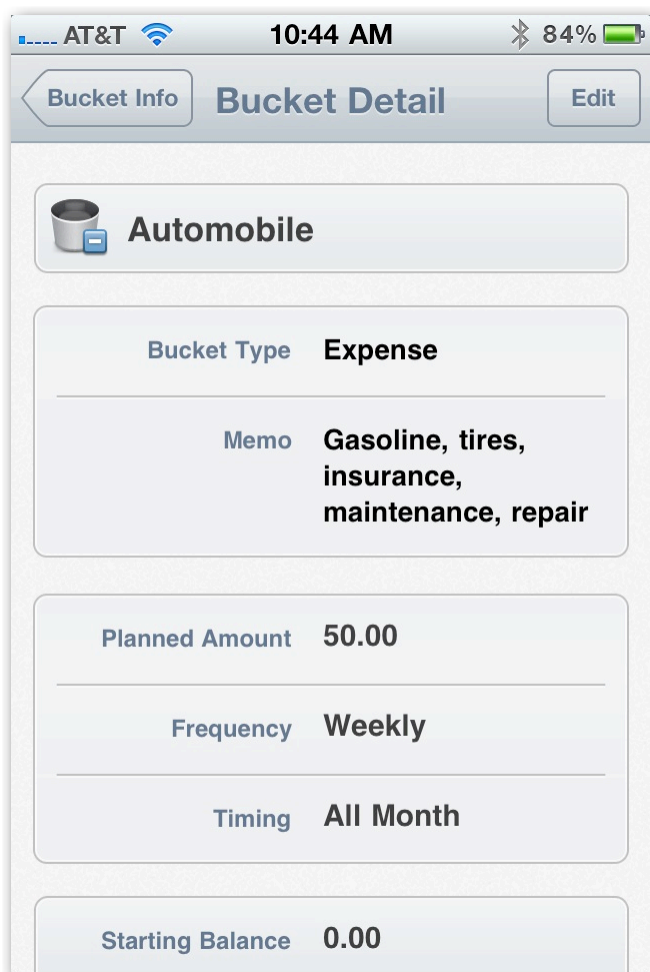 AT&T 10:44 AM 84%
Bucket Info Bucket Detail Edit
Automobile
Bucket Type Expense
Memo Gasoline, tires,
insurance,
maintenance, repair
Planned Amount 50.00
Frequency Weekly
Timing All Month
Starting Balance 0.00